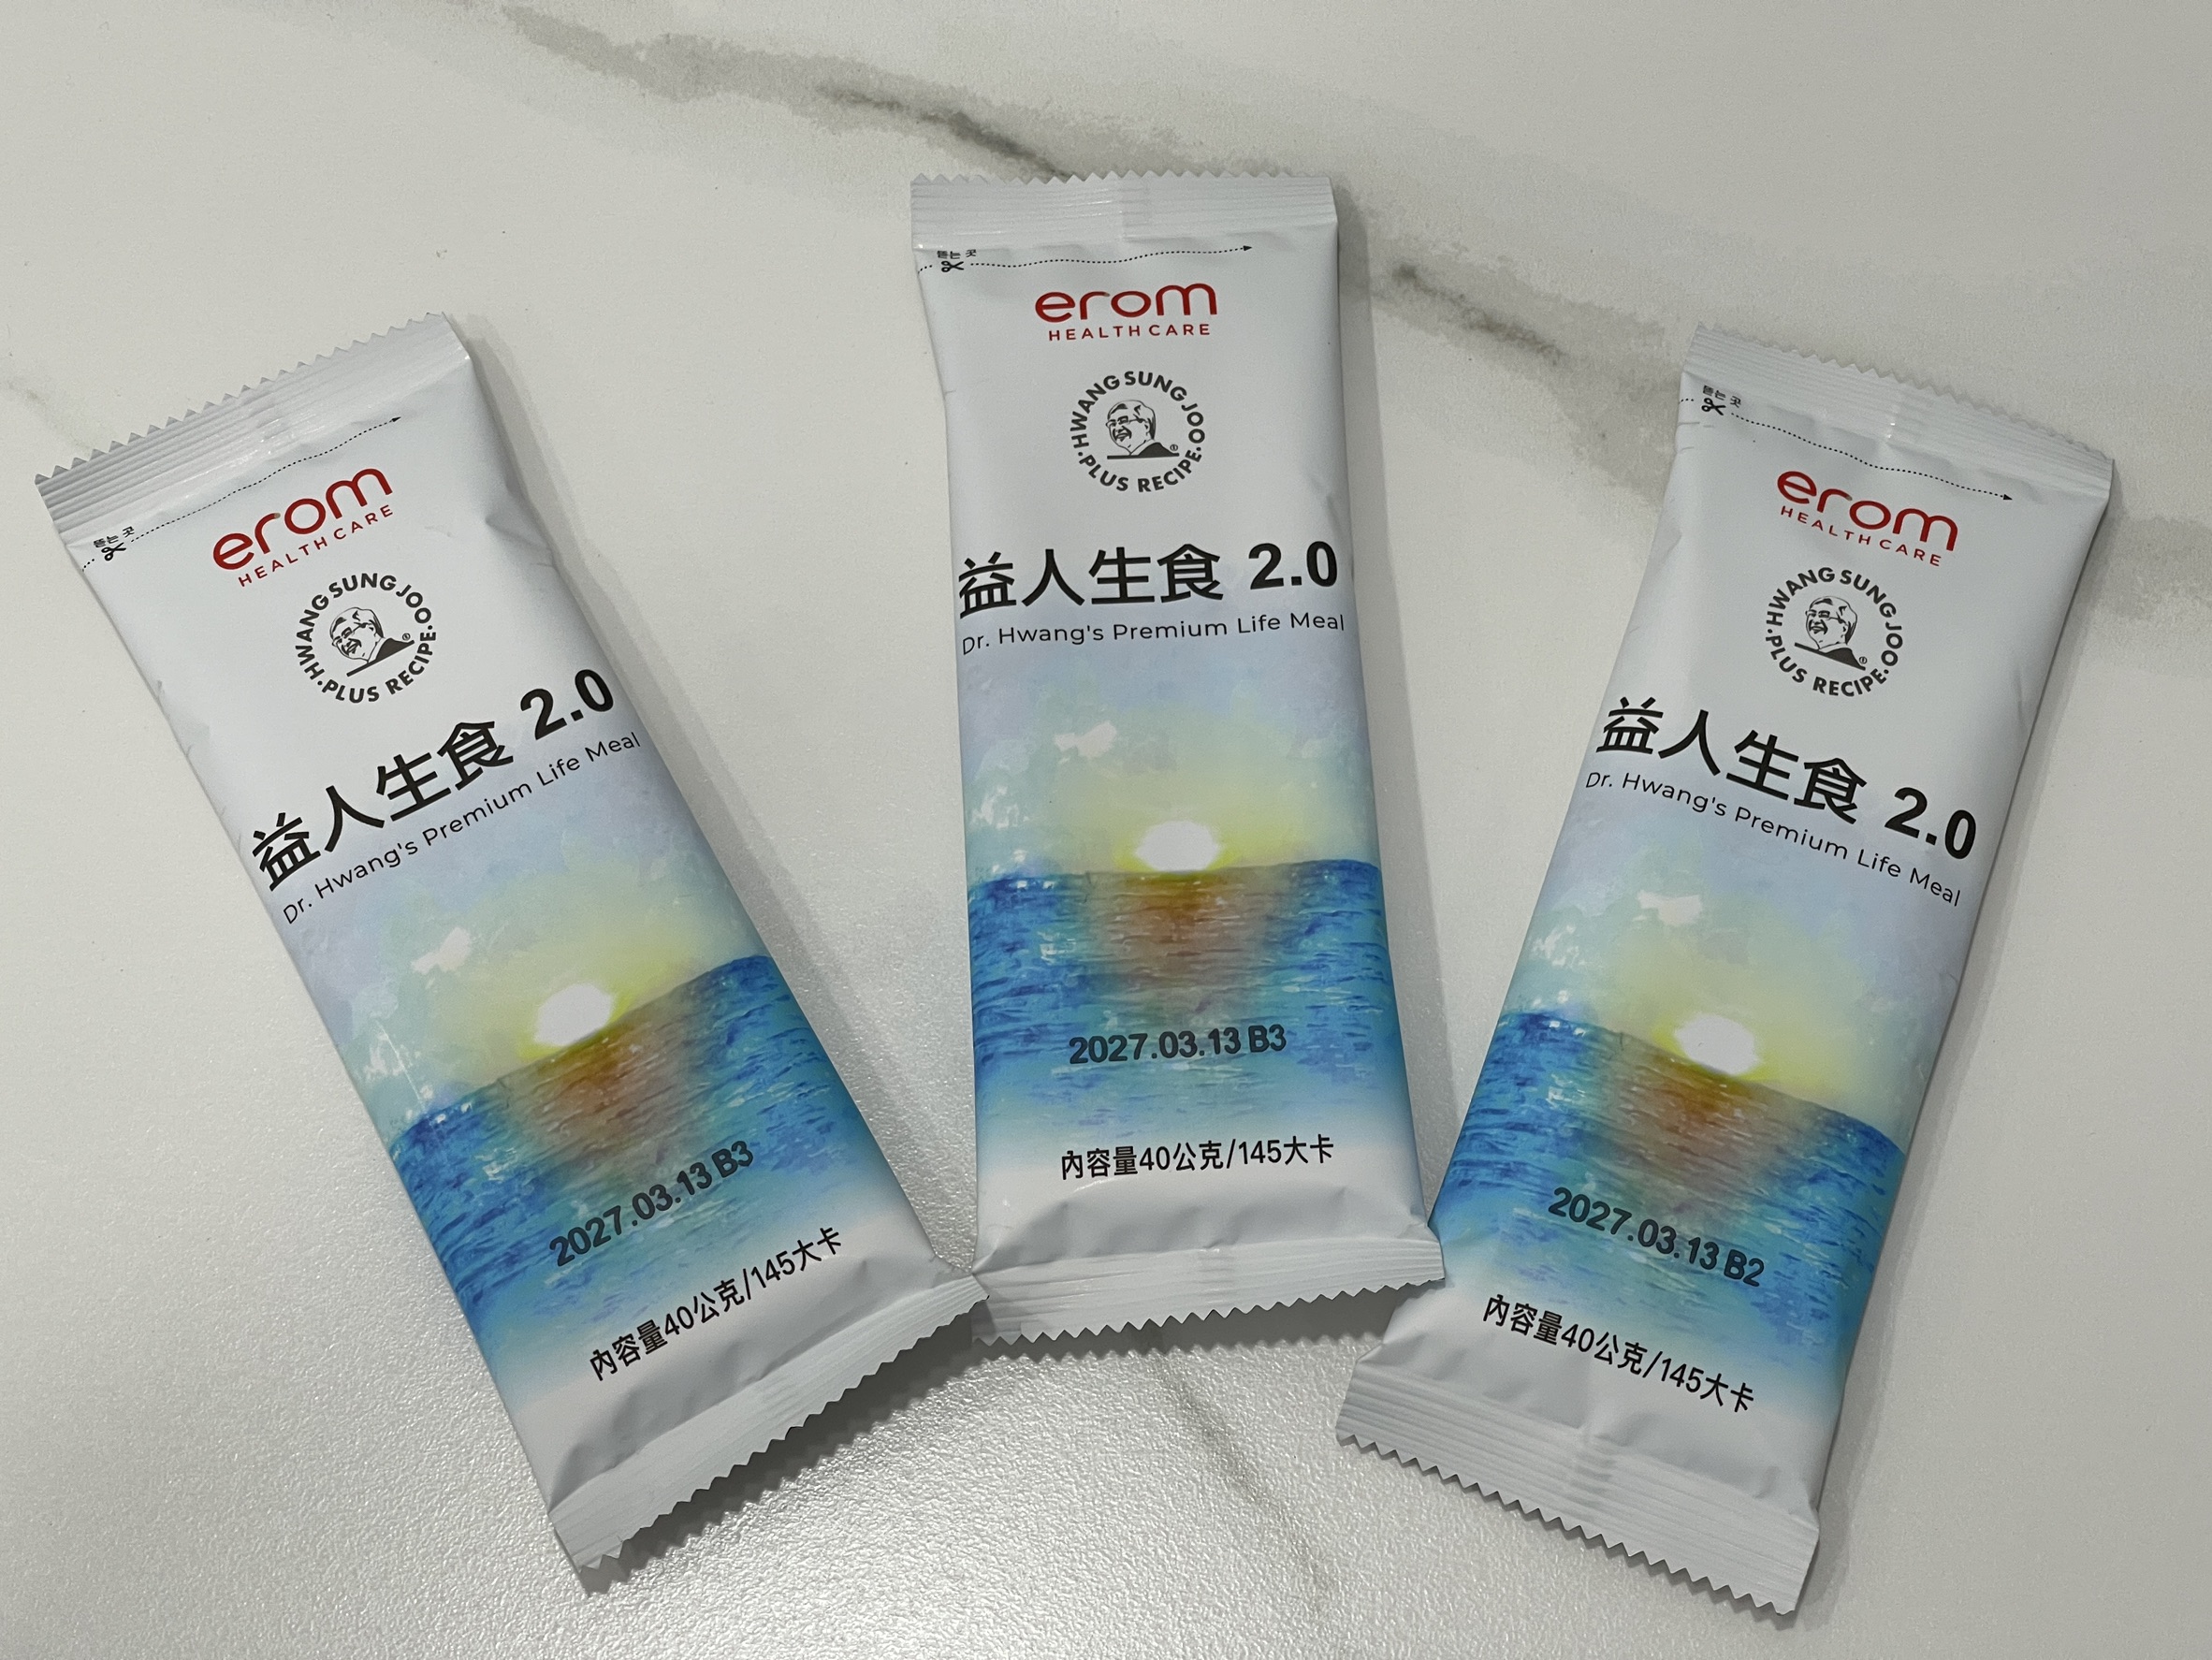 뜯는 곳
erom
HEALTH CARE
HWANG SUNG JOO
PLUS RECIPE
益人生食 2.0
Dr. Hwang's Premium Life Meal
2027.03.13 B3
內容量40公克/145大卡
뜯는 곳
erom
HEALTH CARE
HWANG SUNG JOO
PLUS RECIPE
益人生食 2.0
Dr. Hwang's Premium Life Meal
2027.03.13 B3
內容量40公克/145大卡
뜯는 곳
erom
HEALTH CARE
HWANG SUNG JOO
PLUS RECIPE
益人生食 2.0
Dr. Hwang's Premium Life Meal
2027.03.13 B2
內容量40公克/145大卡